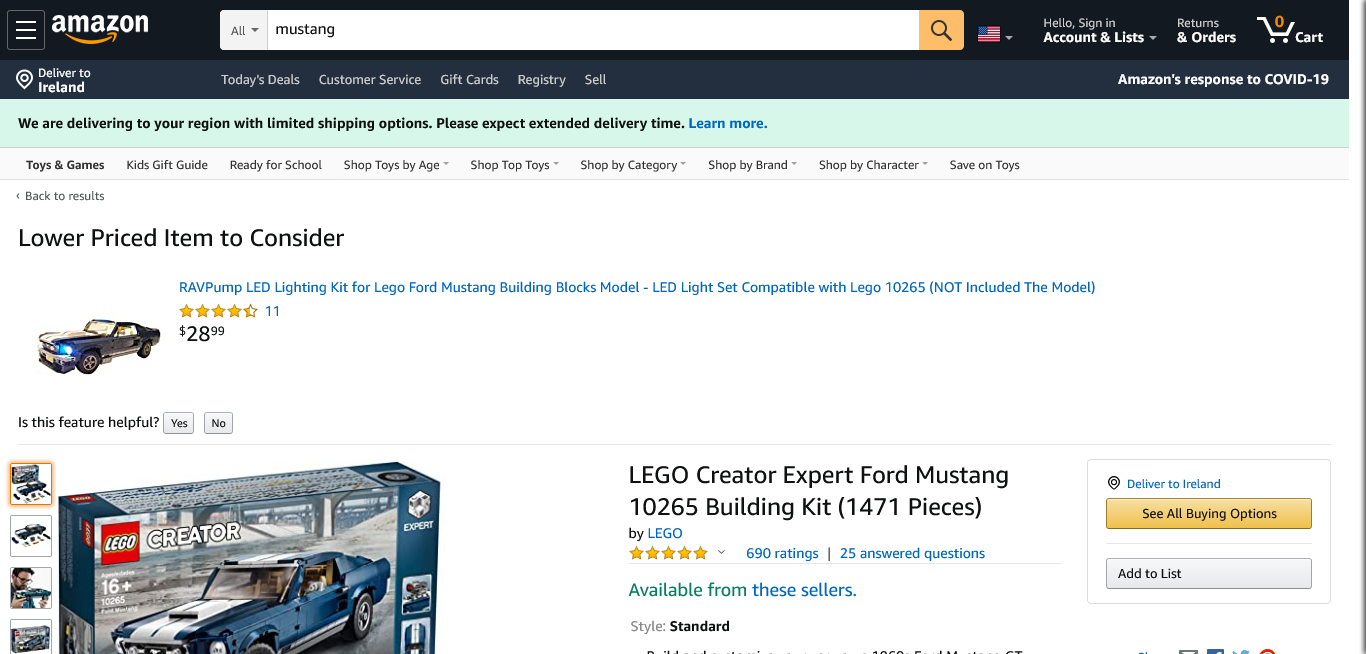 amazon
All
mustang
Hello, Sign in
Account & Lists
Returns
& Orders
0
Cart
Deliver to
Ireland
Today's Deals Customer Service Gift Cards Registry Sell
Amazon's response to COVID-19
We are delivering to your region with limited shipping options. Please expect extended delivery time. Learn more.
Toys & Games Kids Gift Guide Ready for School Shop Toys by Age Shop Top Toys Shop by Category Shop by Brand Shop by Character Save on Toys
‹ Back to results
Lower Priced Item to Consider
RAVPump LED Lighting Kit for Lego Ford Mustang Building Blocks Model - LED Light Set Compatible with Lego 10265 (NOT Included The Model)
11
$2899
Is this feature helpful? Yes No
EXPERT
LEGO CREATOR
16+
10265
Ford Mustang
LEGO Creator Expert Ford Mustang
10265 Building Kit (1471 Pieces)
by LEGO
690 ratings | 25 answered questions
Available from these sellers.
Style: Standard
Deliver to Ireland
See All Buying Options
Add to List